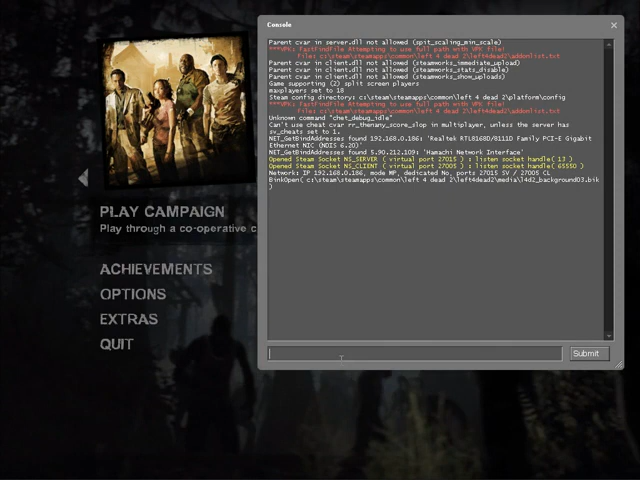 Console
Parent cvar in server.dll not allowed (spit_scaling_min_scale)
***VPK: FastFindFile Attempting to use full path with VPK file!
File: c:\steam\steamapps\common\left 4 dead 2\left4dead2\addonlist.txt
Parent cvar in client.dll not allowed (steamworks_immediate_upload)
Parent cvar in client.dll not allowed (steamworks_stats_disable)
Parent cvar in client.dll not allowed (steamworks_show_uploads)
Game supporting (2) split screen players
maxplayers set to 18
Steam config directory: c:\steam\steamapps\common\left 4 dead 2\platform\config
***VPK: FastFindFile Attempting to use full path with VPK file!
File: c:\steam\steamapps\common\left 4 dead 2\left4dead2\addonlist.txt
Unknown command "chet_debug_idle"
Can't use cheat cvar rr_thenany_score_slop in multiplayer, unless the server has
sv_cheats set to 1.
NET_GetBindAddresses found 192.168.0.186: 'Realtek RTL8168D/8111D Family PCI-E Gigabit
Ethernet NIC (NDIS 6.20)'
NET_GetBindAddresses found 5.90.212.109: 'Hamachi Network Interface'
Opened Steam Socket NS_SERVER ( virtual port 27015 ) : listen socket handle( 13 )
Opened Steam Socket NS_CLIENT ( virtual port 27005 ) : listen socket handle( 65550 )
Network: IP 192.168.0.186, mode MP, dedicated No, ports 27015 SV / 27005 CL
BinkOpen( c:\steam\steamapps\common\left 4 dead 2\left4dead2\media\l4d2_background03.bik
)
Submit
PLAY CAMPAIGN
Play through a co-operative c
ACHIEVEMENTS
OPTIONS
EXTRAS
QUIT